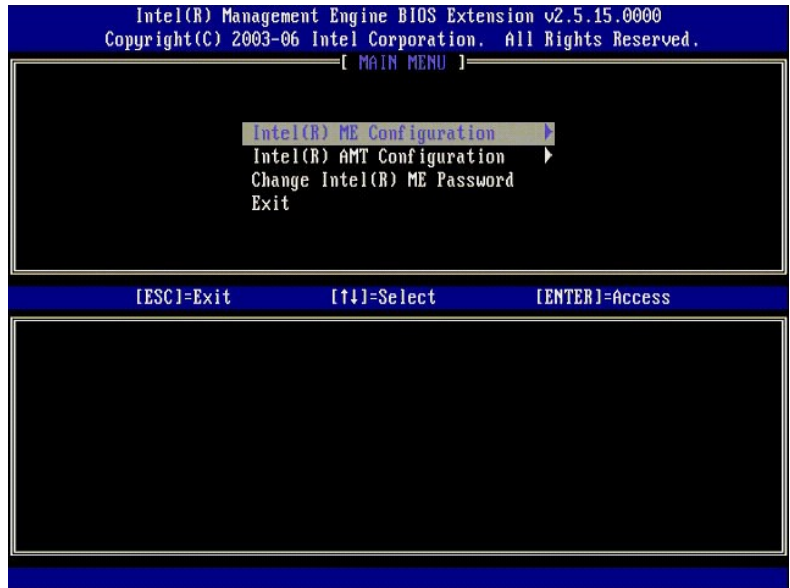 Intel(R) Management Engine BIOS Extension v2.5.15.0000
Copyright(C) 2003-06 Intel Corporation. All Rights Reserved.
[ MAIN MENU ]
Intel(R) ME Configuration ►
Intel(R) AMT Configuration ►
Change Intel(R) ME Password
Exit
[ESC]=Exit [↑↓]=Select [ENTER]=Access